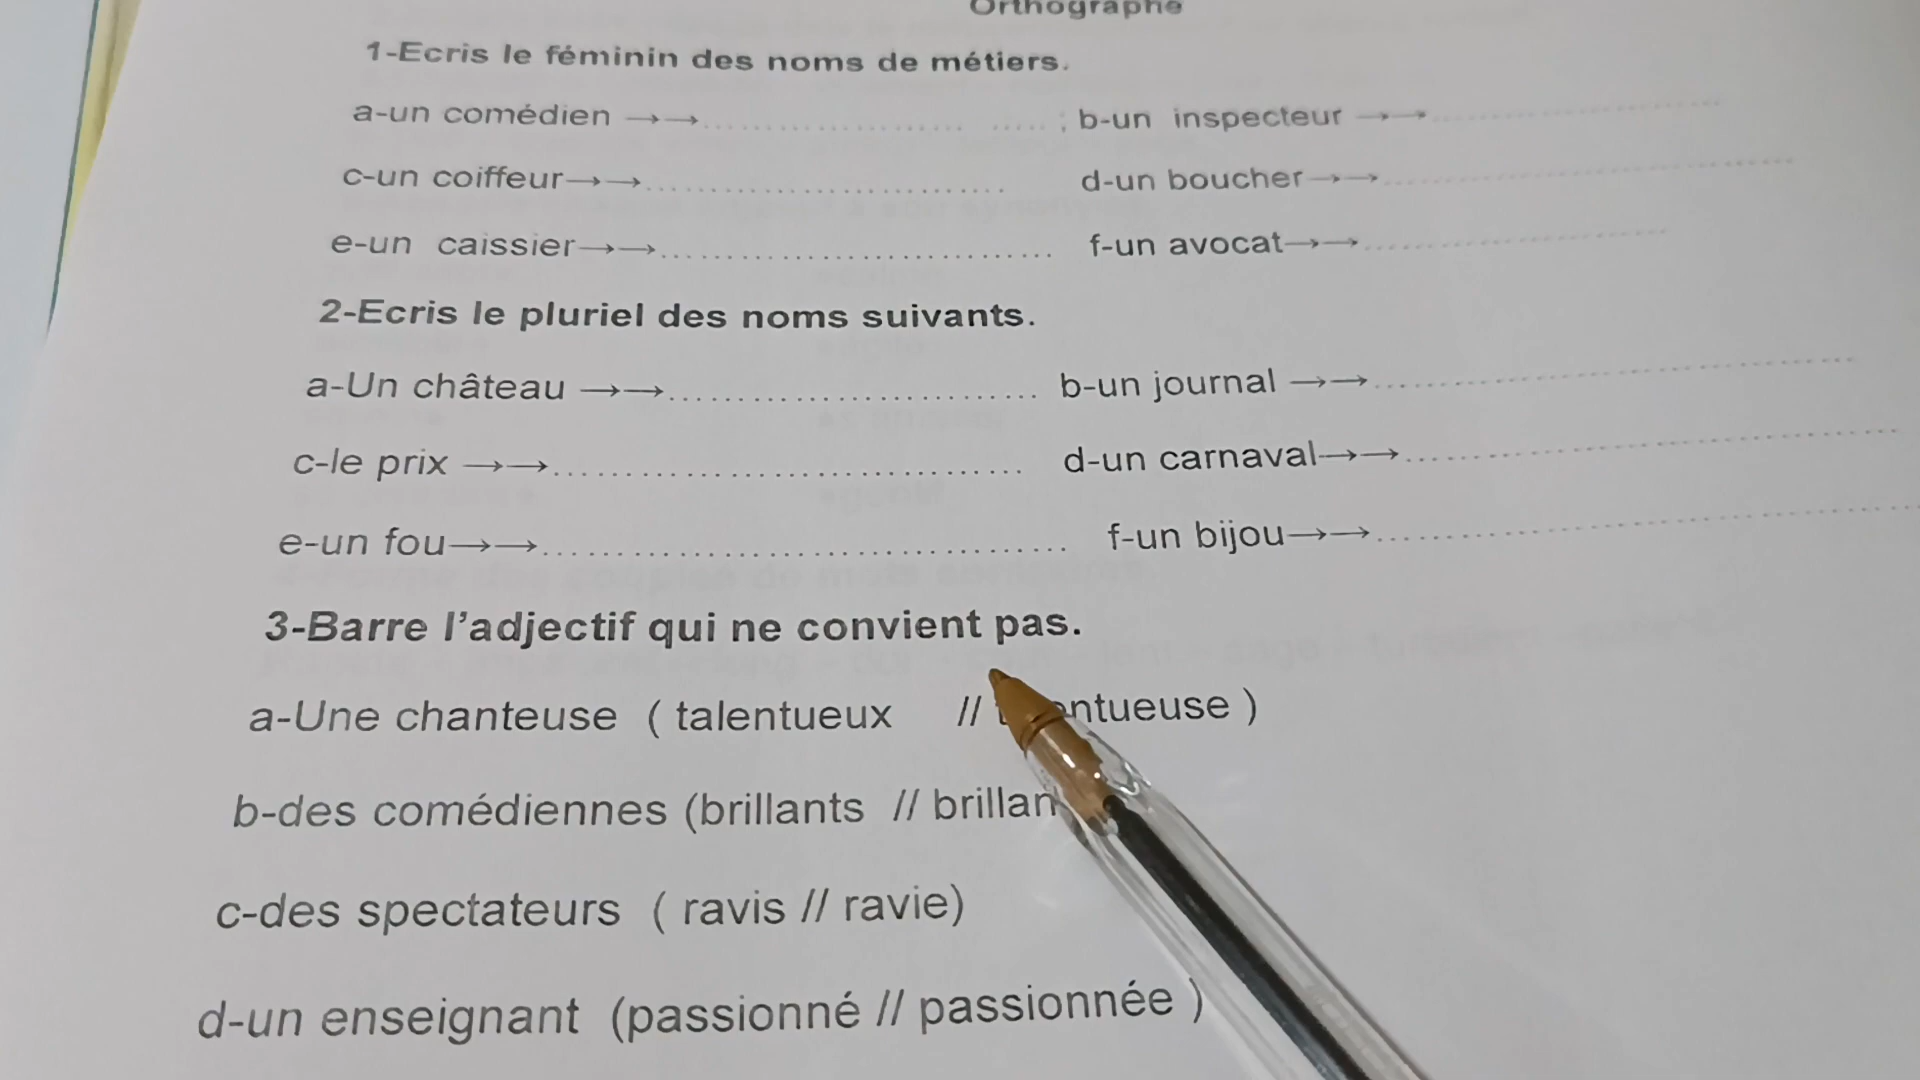 Orthographe
1-Ecris le féminin des noms de métiers.
a-un comédien →→.............................. ..... ; b-un inspecteur →→..............................
c-un coiffeur→→.............................. d-un boucher→→..............................
e-un caissier→→.............................. f-un avocat→→..............................
2-Ecris le pluriel des noms suivants.
a-Un château →→.............................. b-un journal →→..............................
c-le prix →→.............................. d-un carnaval→→..............................
e-un fou→→.............................. f-un bijou→→..............................
3-Barre l'adjectif qui ne convient pas.
a-Une chanteuse ( talentueux // )
b-des comédiennes (brillants //
c-des spectateurs ( ravis // ravie)
d-un enseignant (passionné // passionnée )